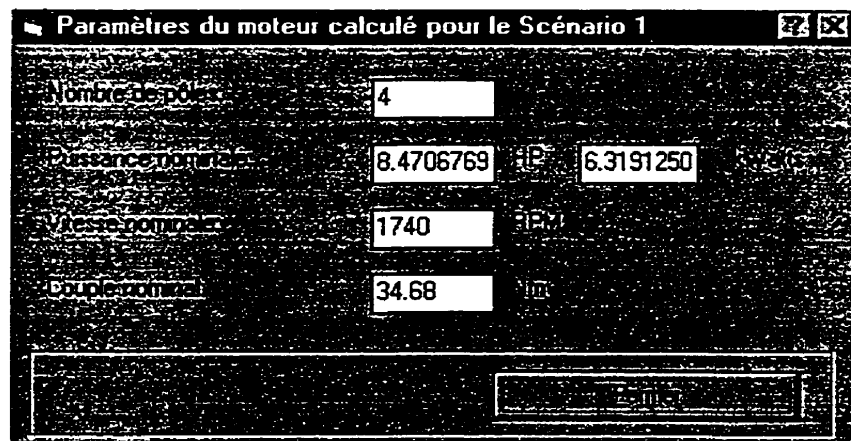 Paramètres du moteur calculé pour le Scénario 1
Nombre de pôles 4
Puissance nominale 8.4706769 HP 6.3191250
Vitesse nominale 1740 RPM
Couple nominal 34.68